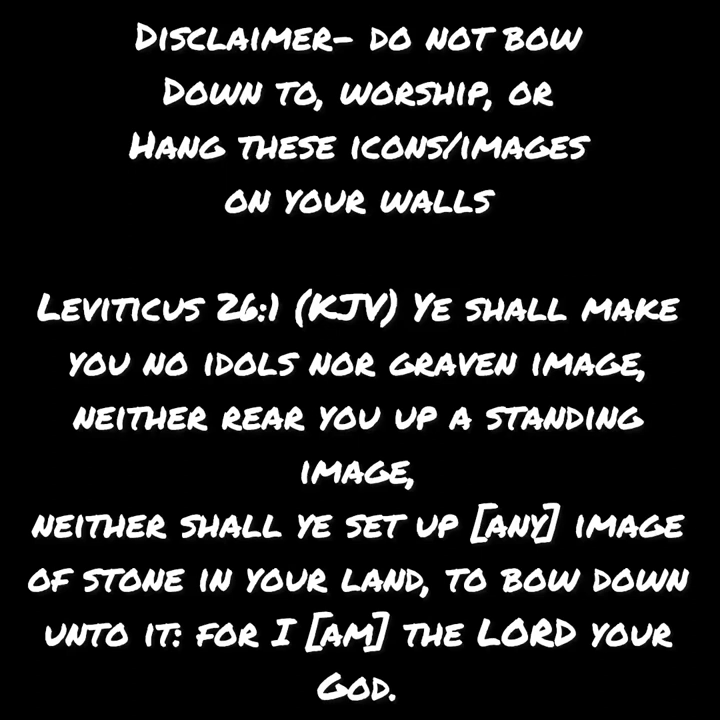 Disclaimer- do not bow
Down to, worship, or
Hang these icons/images
on your walls
Leviticus 26:1 (KJV) Ye shall make
you no idols nor graven image,
neither rear you up a standing
image,
neither shall ye set up [any] image
of stone in your land, to bow down
unto it: for I [am] the LORD your
God.